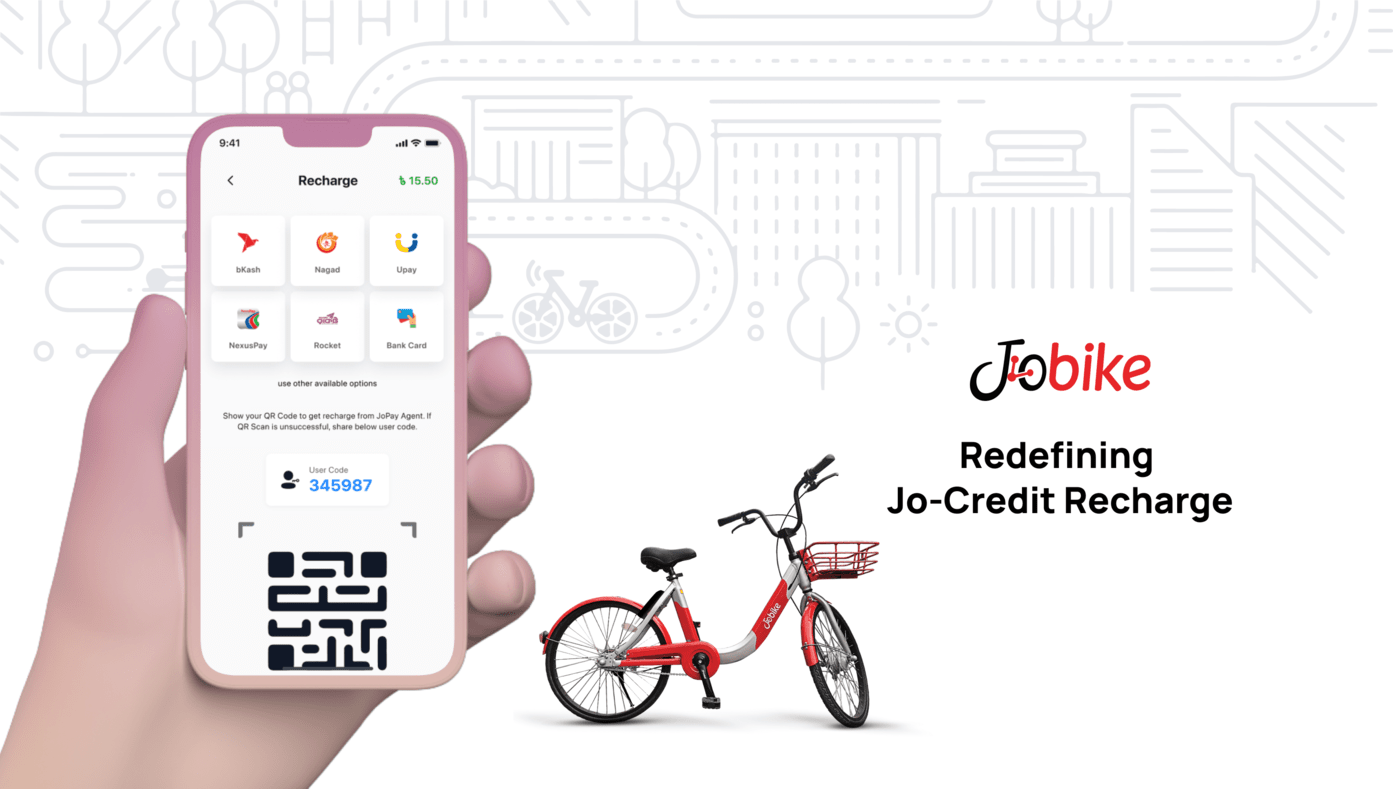 9:41
Recharge
৳ 15.50
bKash
Nagad
Upay
NexusPay
Rocket
Bank Card
use other available options
Show your QR Code to get recharge from JoPay Agent. If
QR Scan is unsuccessful, share below user code.
User Code
345987
Jobike
Jobike
Redefining
Jo-Credit Recharge